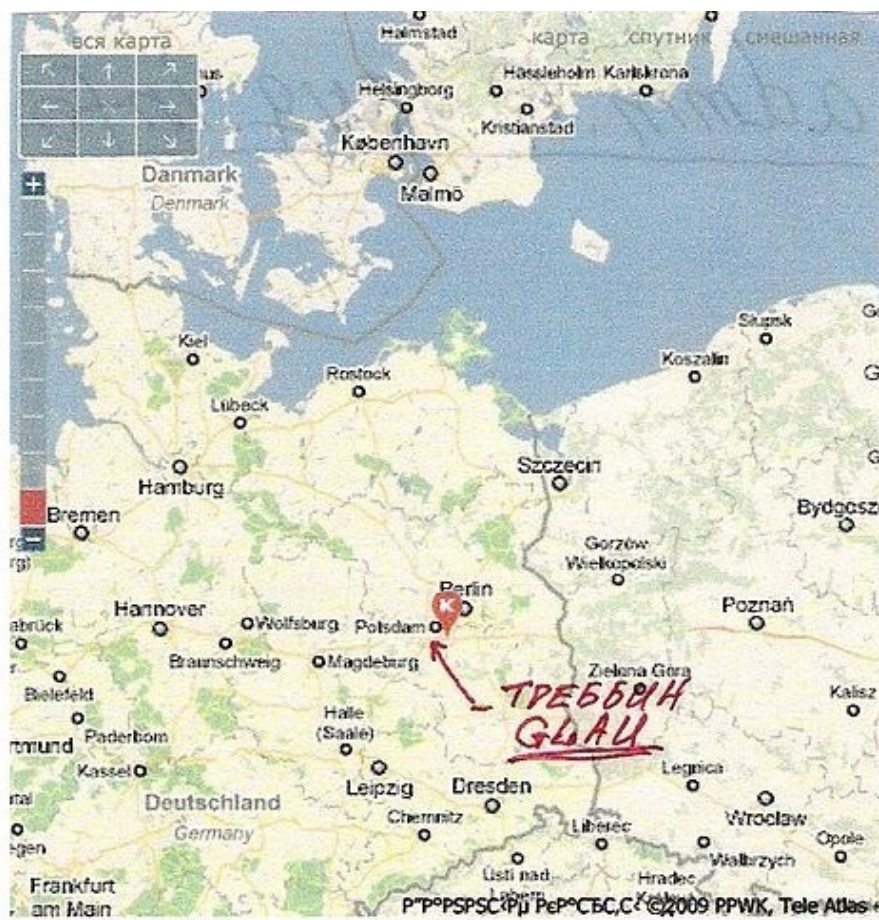 Halmstad
вся карта
карта спутник смешанная
Hässleholm Karlskrona
Helsingborg
Kristianstad
København
Malmö
Danmark
Denmark
+
Kiel
Słupsk
Koszalin
Rostock
Lübeck
Szczecin
Hamburg
Bremen
Gorzów
Wielkopolski
Berlin
K
Hannover
Wolfsburg
Potsdam
Poznań
Braunschweig
Magdeburg
Zielona Góra
Bielefeld
ТРЕББИН
GLAU
Kalisz
Halle
(Saale)
Paderborn
Kassel
Leipzig
Legnica
Deutschland
Germany
Dresden
Wrocław
Chemnitz
Liberec
Opole
Wałbrzych
Ústí nad
Labem
Hradec
Frankfurt
am Main
©2009 PPWK, Tele Atlas